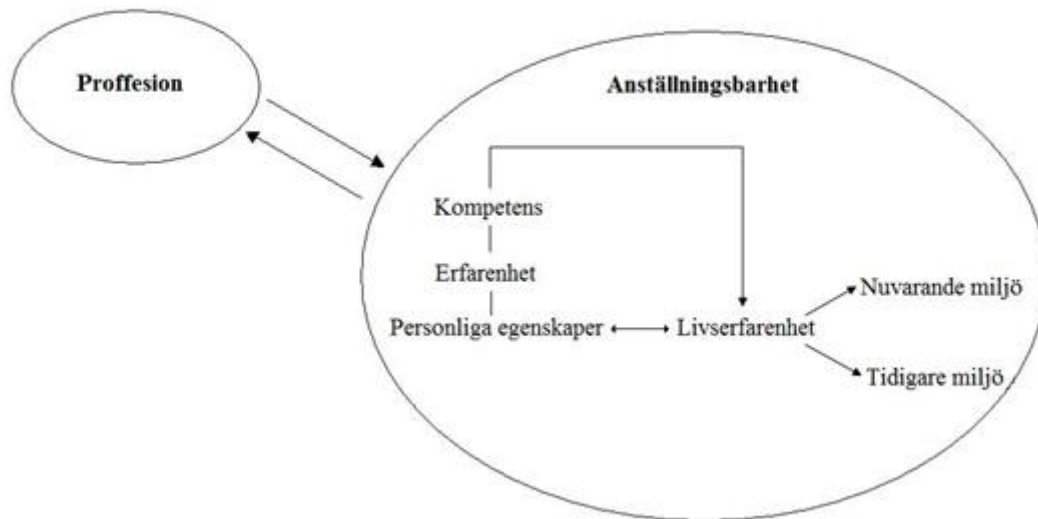 Proffesion
Anställningsbarhet
Kompetens
Erfarenhet
Personliga egenskaper
Livserfarenhet
Nuvarande miljö
Tidigare miljö